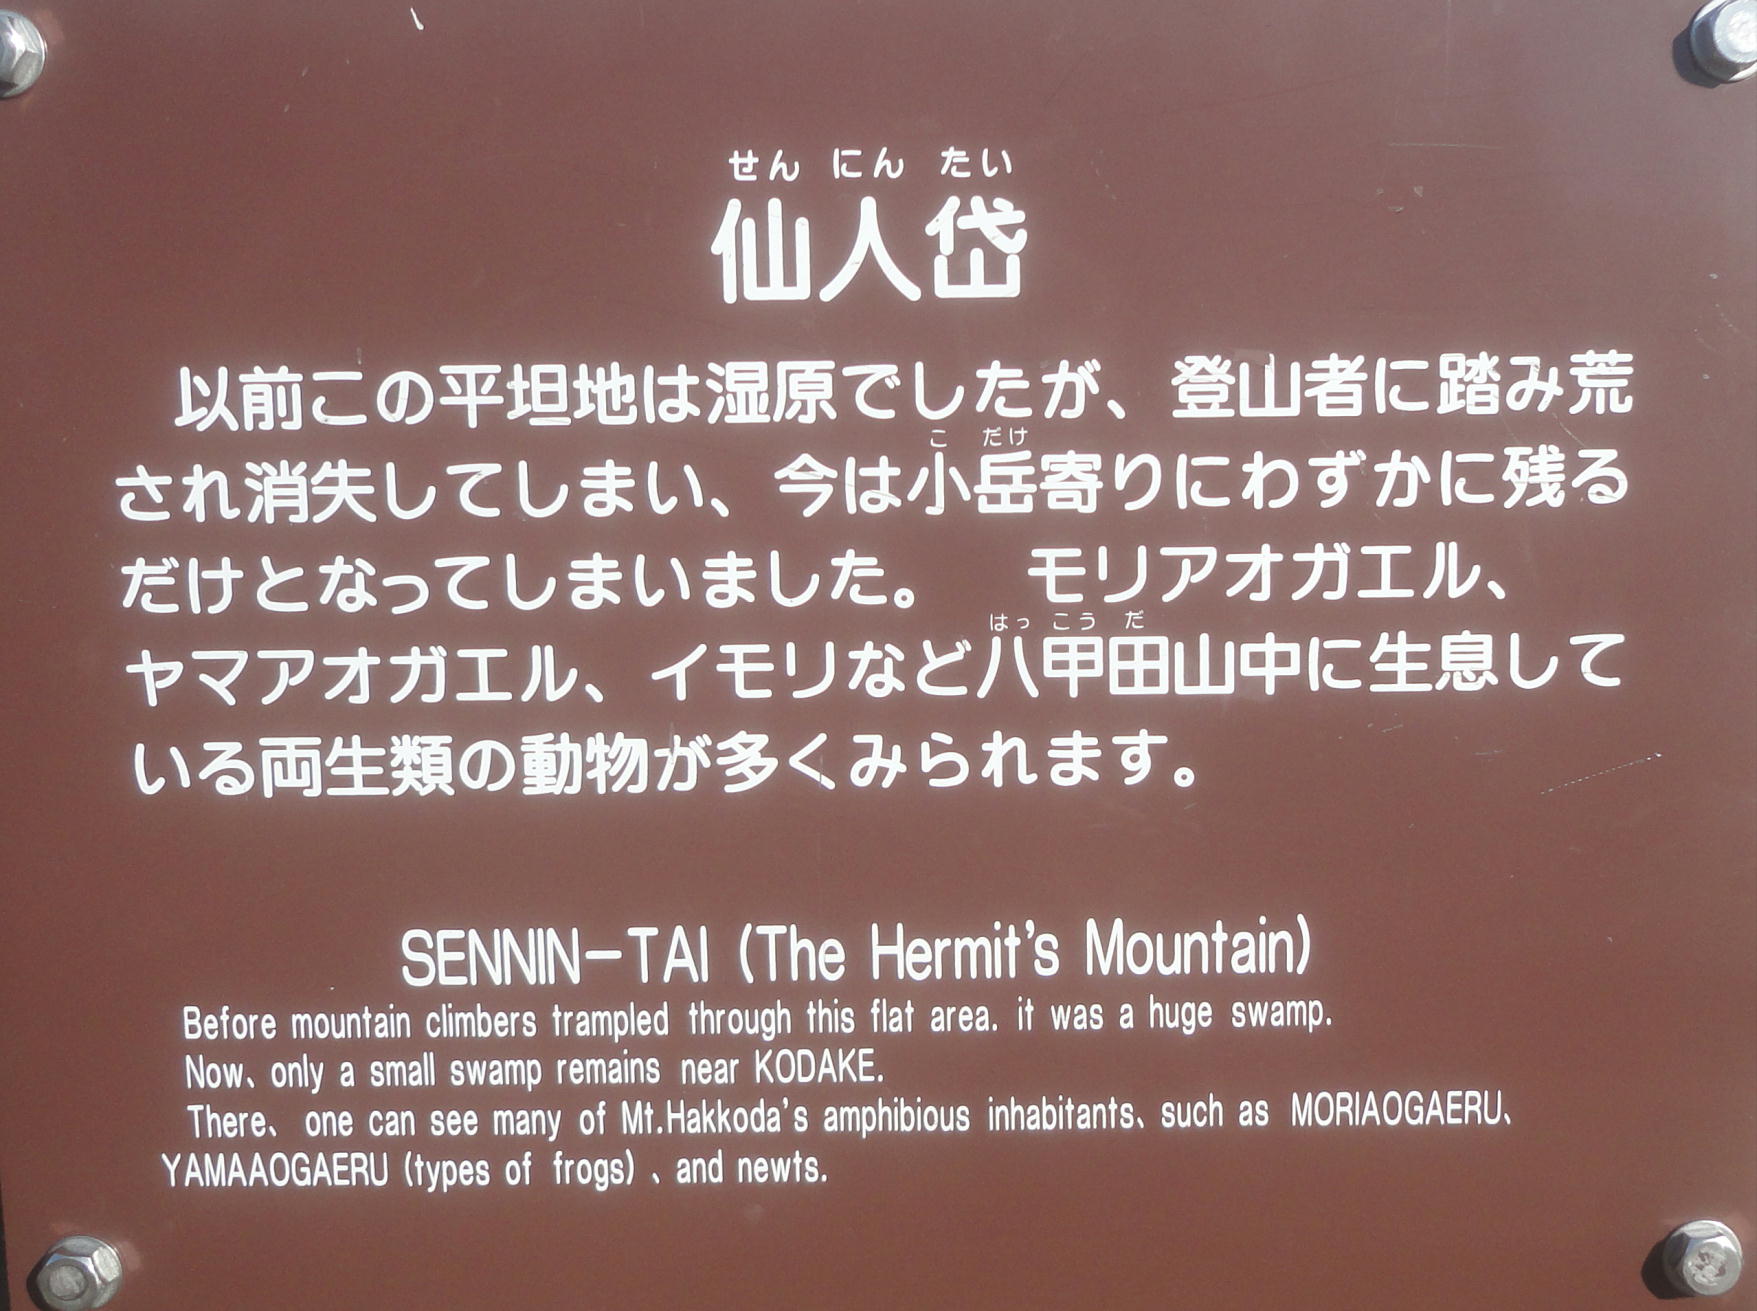 せん にん たい
仙人岱
以前この平坦地は湿原でしたが、登山者に踏み荒
こ だけ
され消失してしまい、今は小岳寄りにわずかに残る
だけとなってしまいました。 モリアオガエル、
はっ こう だ
ヤマアオガエル、イモリなど八甲田山中に生息して
いる両生類の動物が多くみられます。
SENNIN-TAI (The Hermit's Mountain)
Before mountain climbers trampled through this flat area. it was a huge swamp.
Now、only a small swamp remains near KODAKE.
There、 one can see many of Mt.Hakkoda's amphibious inhabitants、such as MORIAOGAERU、
YAMAAOGAERU (types of frogs) 、and newts.